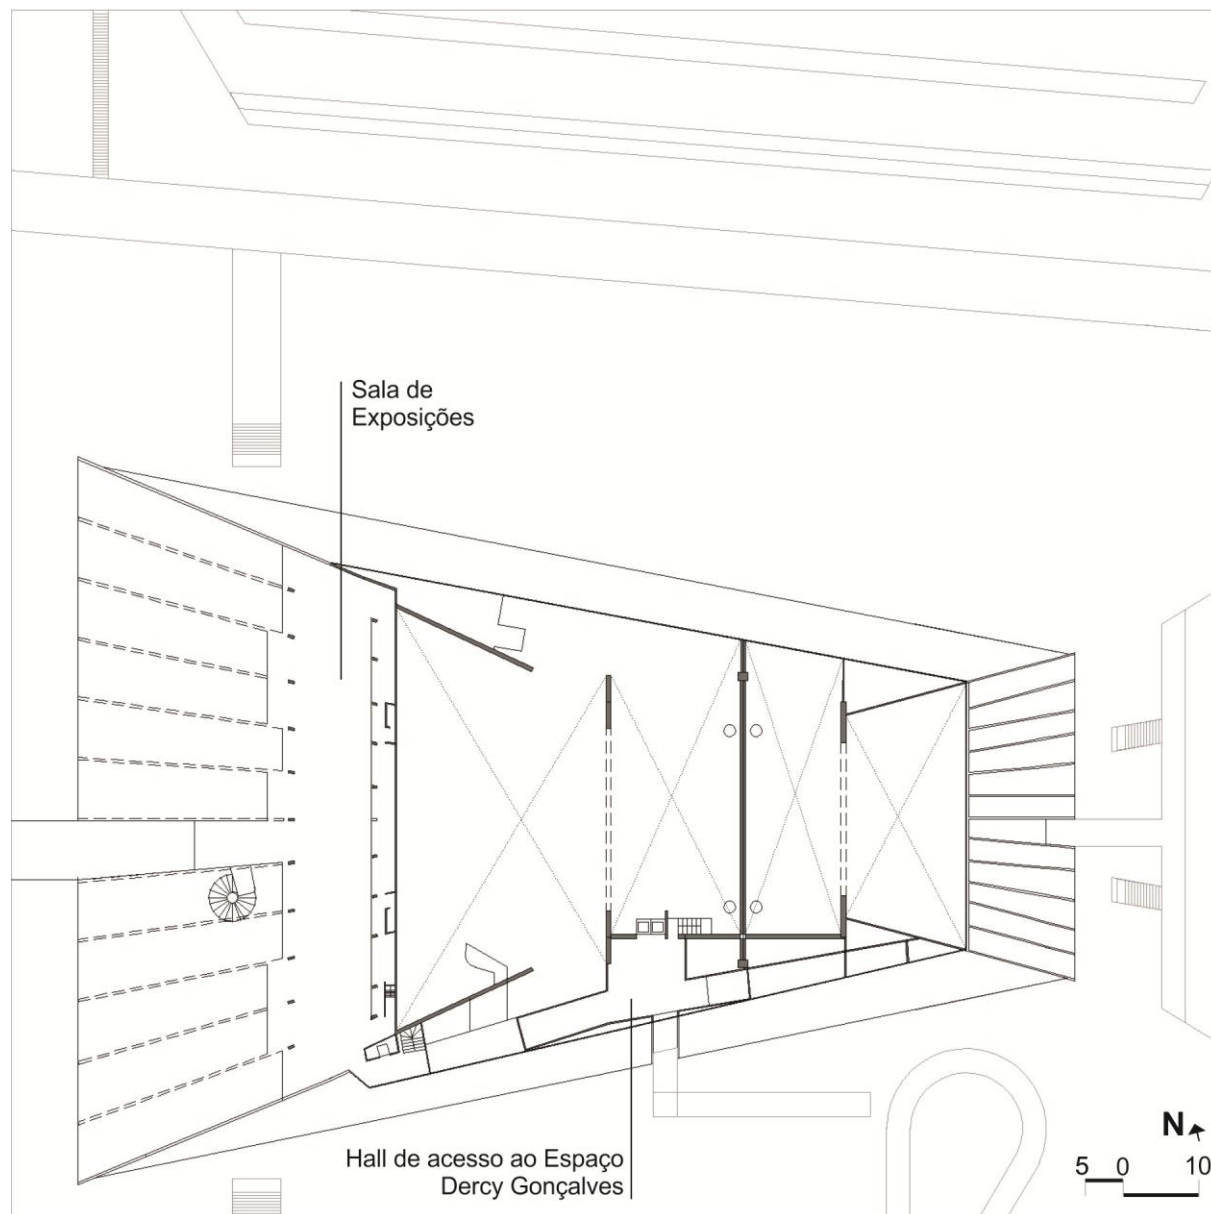 Sala de
Exposições
Hall de acesso ao Espaço
Dercy Gonçalves
N
5 0 10